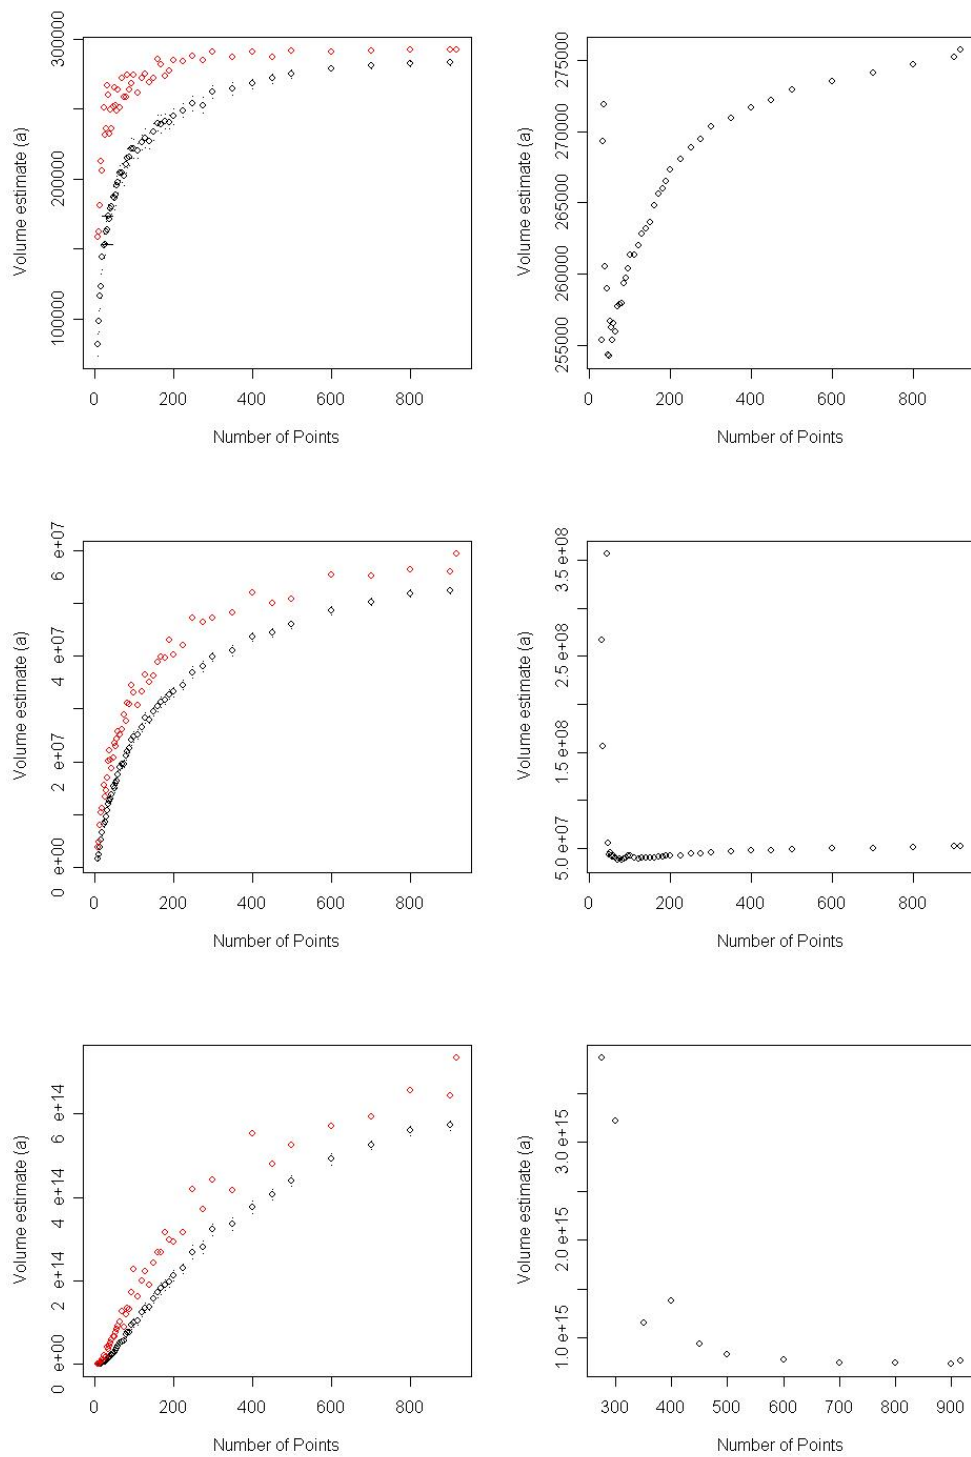 300000
200000
100000
Volume estimate (a)
0 200 400 600 800
Number of Points
275000
270000
265000
260000
255000
Volume estimate (a)
0 200 400 600 800
Number of Points
6 e+07
4 e+07
2 e+07
0 e+00
Volume estimate (a)
0 200 400 600 800
Number of Points
3.5 e+08
2.5 e+08
1.5 e+08
5.0 e+07
Volume estimate (a)
0 200 400 600 800
Number of Points
6 e+14
4 e+14
2 e+14
0 e+00
Volume estimate (a)
0 200 400 600 800
Number of Points
3.0 e+15
2.0 e+15
1.0 e+15
Volume estimate (a)
300 400 500 600 700 800 900
Number of Points